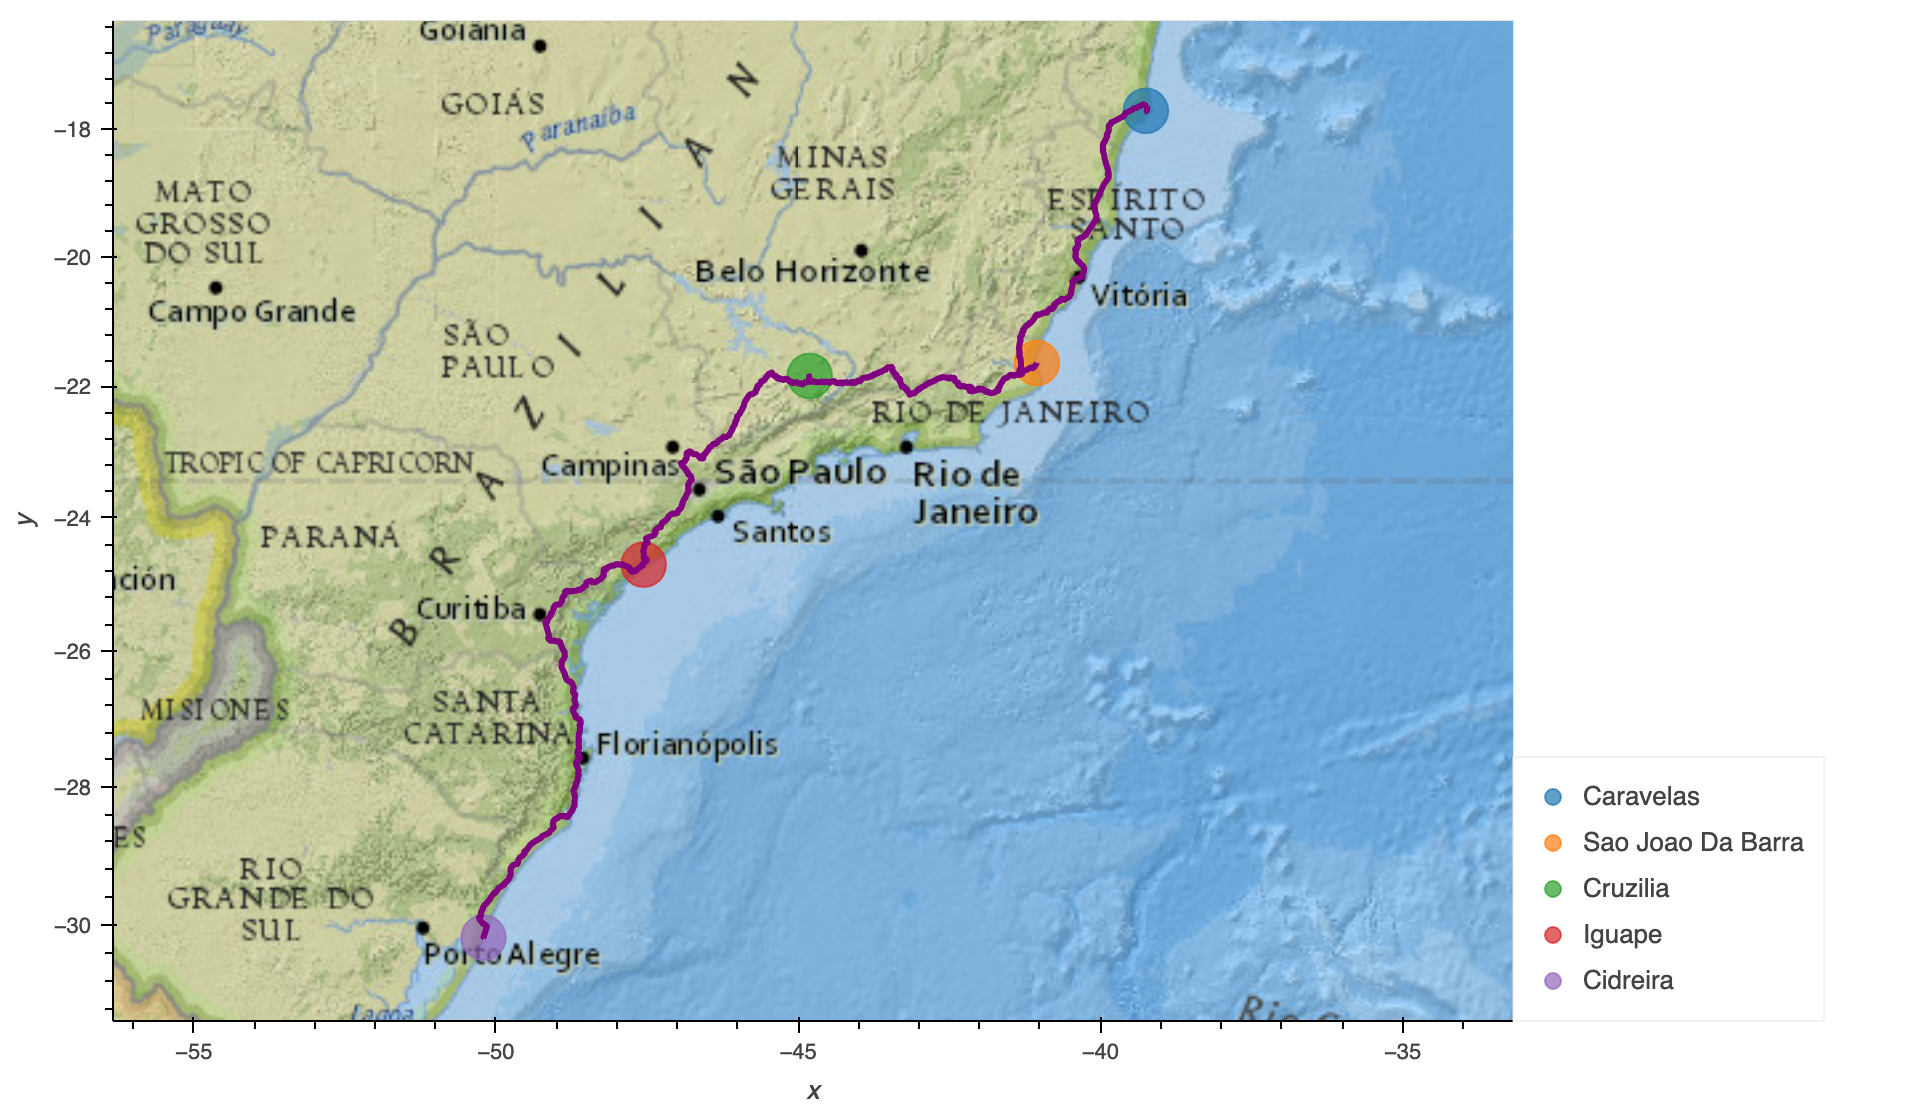 Paraguay
Goiânia
GOIÁS
Paranaíba
MINAS
GERAIS
MATO
GROSSO
DO SUL
Campo Grande
Belo Horizonte
ESPÍRITO
SANTO
Vitória
SÃO
PAULO
B R A Z I L I A N
RIO DE JANEIRO
TROPIC OF CAPRICORN
Campinas
São Paulo
Rio de
Janeiro
Santos
PARANÁ
ción
Curitiba
MISIONES
SANTA
CATARINA
Florianópolis
ES
RIO
GRANDE DO
SUL
Porto Alegre
Lagoa
Rio G
−18
−20
−22
−24
−26
−28
−30
y
−55
−50
−45
−40
−35
x
Caravelas
Sao Joao Da Barra
Cruzilia
Iguape
Cidreira